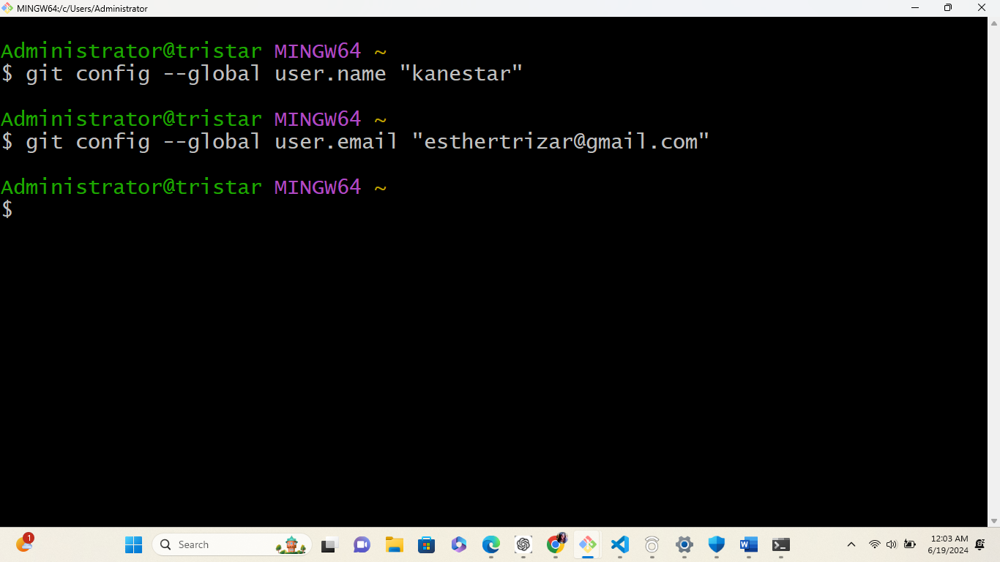 MINGW64:/c/Users/Administrator
Administrator@tristar MINGW64 ~
$ git config --global user.name "kanestar"
Administrator@tristar MINGW64 ~
$ git config --global user.email "esthertrizar@gmail.com"
Administrator@tristar MINGW64 ~
$
1
Search
W
12:03 AM
6/19/2024